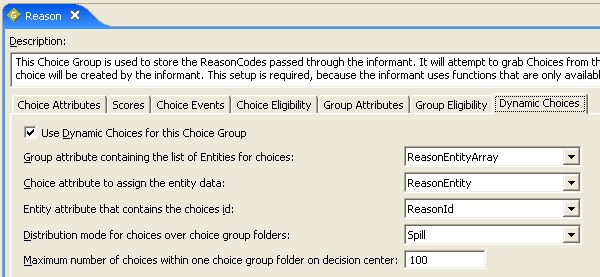 Reason
Description:
This Choice Group is used to store the ReasonCodes passed through the informant. It will attempt to grab Choices from th
choice will be created by the informant. This setup is required, because the informant uses functions that are only availabl
Choice Attributes Scores Choice Events Choice Eligibility Group Attributes Group Eligibility Dynamic Choices
Use Dynamic Choices for this Choice Group
Group attribute containing the list of Entities for choices: ReasonEntityArray
Choice attribute to assign the entity data: ReasonEntity
Entity attribute that contains the choices id: ReasonId
Distribution mode for choices over choice group folders: Spill
Maximum number of choices within one choice group folder on decision center: 100